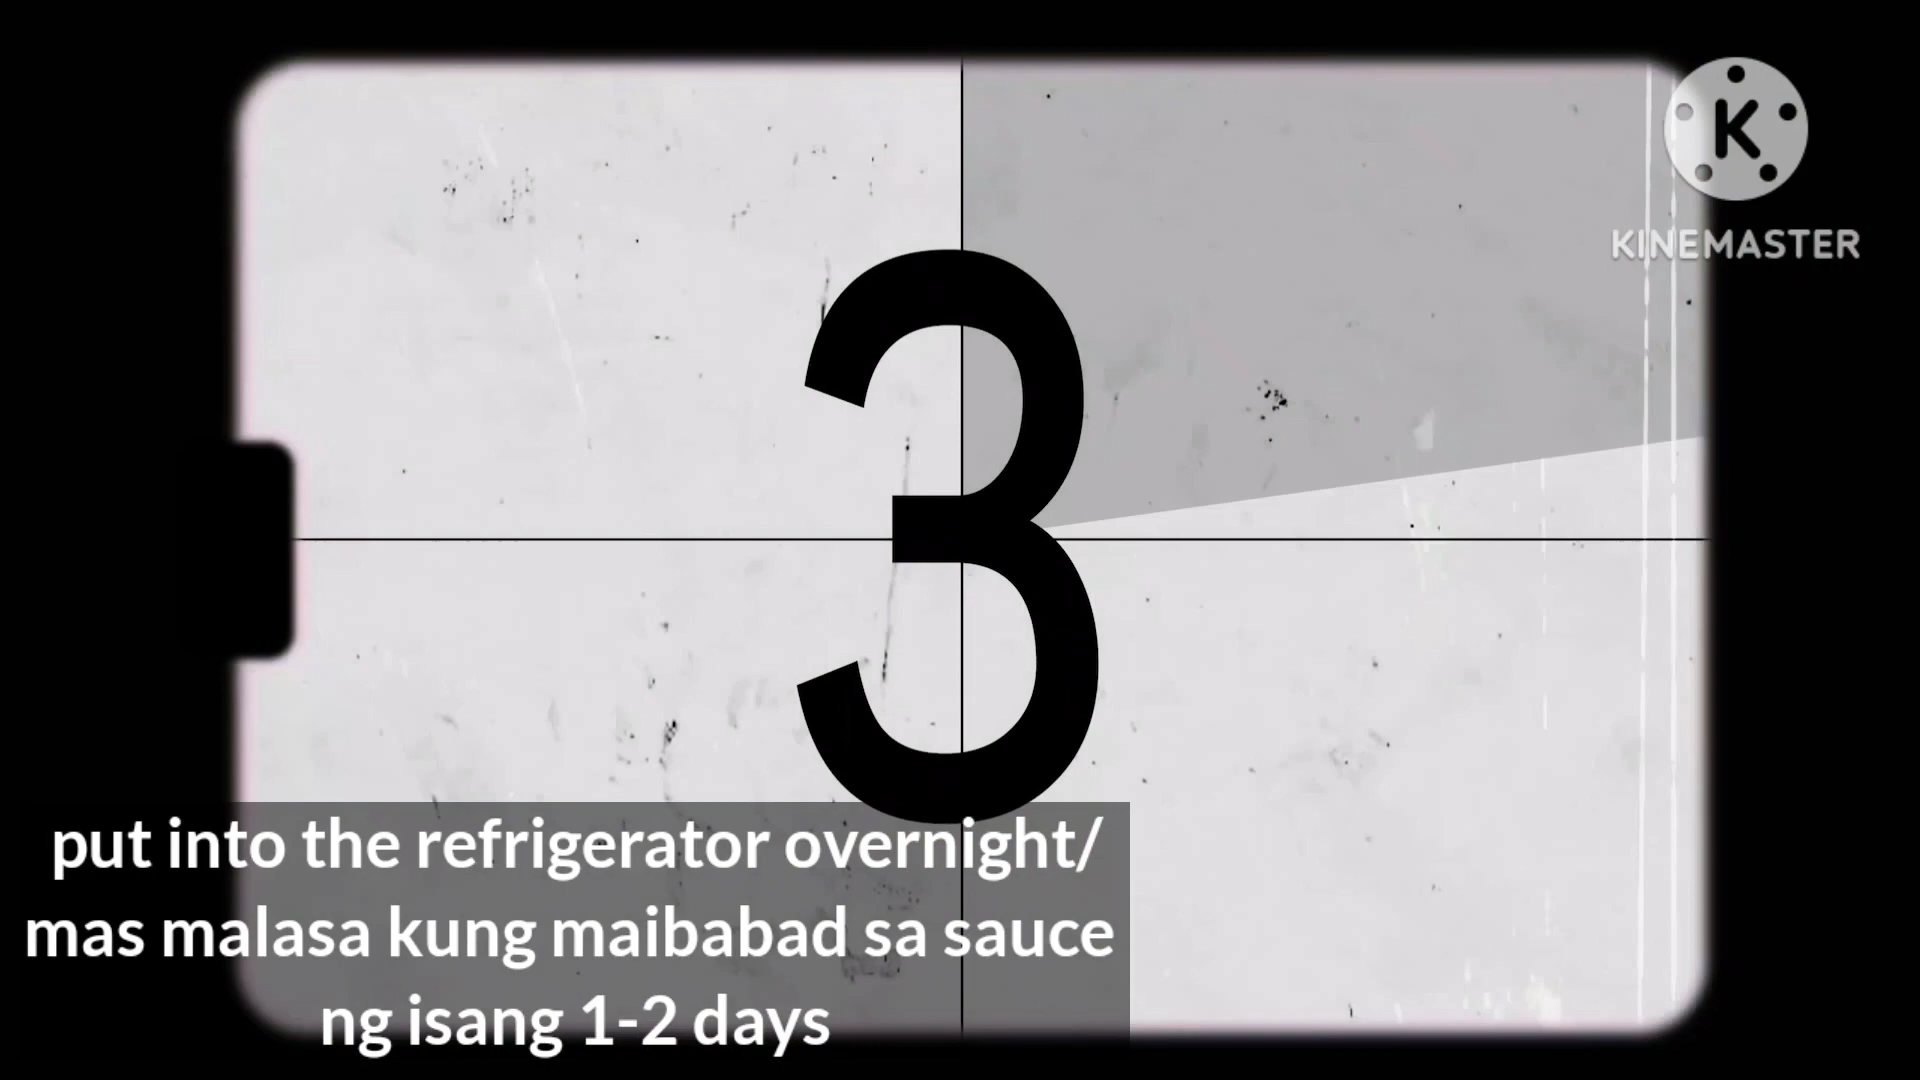 K
KINEMASTER
3
put into the refrigerator overnight/
mas malasa kung maibabad sa sauce
ng isang 1-2 days